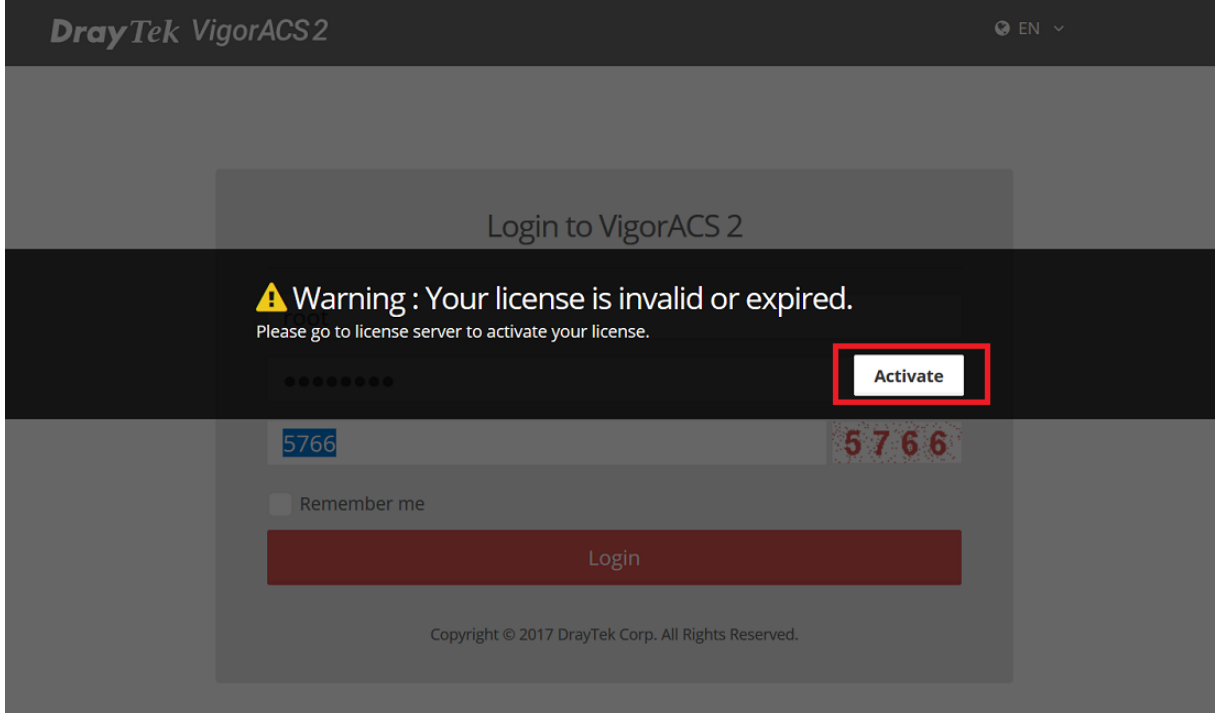 DrayTek VigorACS 2
EN
Login to VigorACS 2
Warning : Your license is invalid or expired.
root
Please go to license server to activate your license.
Activate
5766
5766
Remember me
Login
Copyright © 2017 DrayTek Corp. All Rights Reserved.